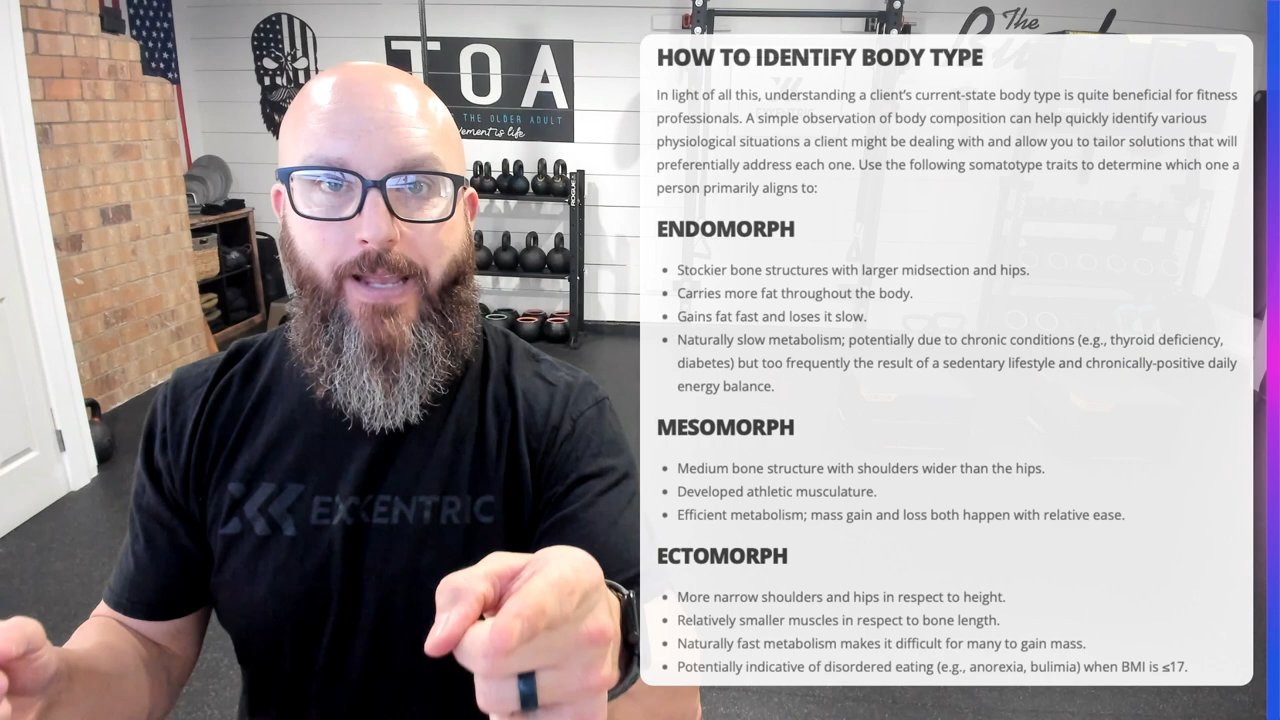 TOA
THE OLDER ADULT
ement is life
The
ROGUE
EXXENTRIC
HOW TO IDENTIFY BODY TYPE
In light of all this, understanding a client's current-state body type is quite beneficial for fitness
professionals. A simple observation of body composition can help quickly identify various
physiological situations a client might be dealing with and allow you to tailor solutions that will
preferentially address each one. Use the following somatotype traits to determine which one a
person primarily aligns to:
ENDOMORPH
• Stockier bone structures with larger midsection and hips.
• Carries more fat throughout the body.
• Gains fat fast and loses it slow.
• Naturally slow metabolism; potentially due to chronic conditions (e.g., thyroid deficiency,
diabetes) but too frequently the result of a sedentary lifestyle and chronically-positive daily
energy balance.
MESOMORPH
• Medium bone structure with shoulders wider than the hips.
• Developed athletic musculature.
• Efficient metabolism; mass gain and loss both happen with relative ease.
ECTOMORPH
• More narrow shoulders and hips in respect to height.
• Relatively smaller muscles in respect to bone length.
• Naturally fast metabolism makes it difficult for many to gain mass.
• Potentially indicative of disordered eating (e.g., anorexia, bulimia) when BMI is ≤17.